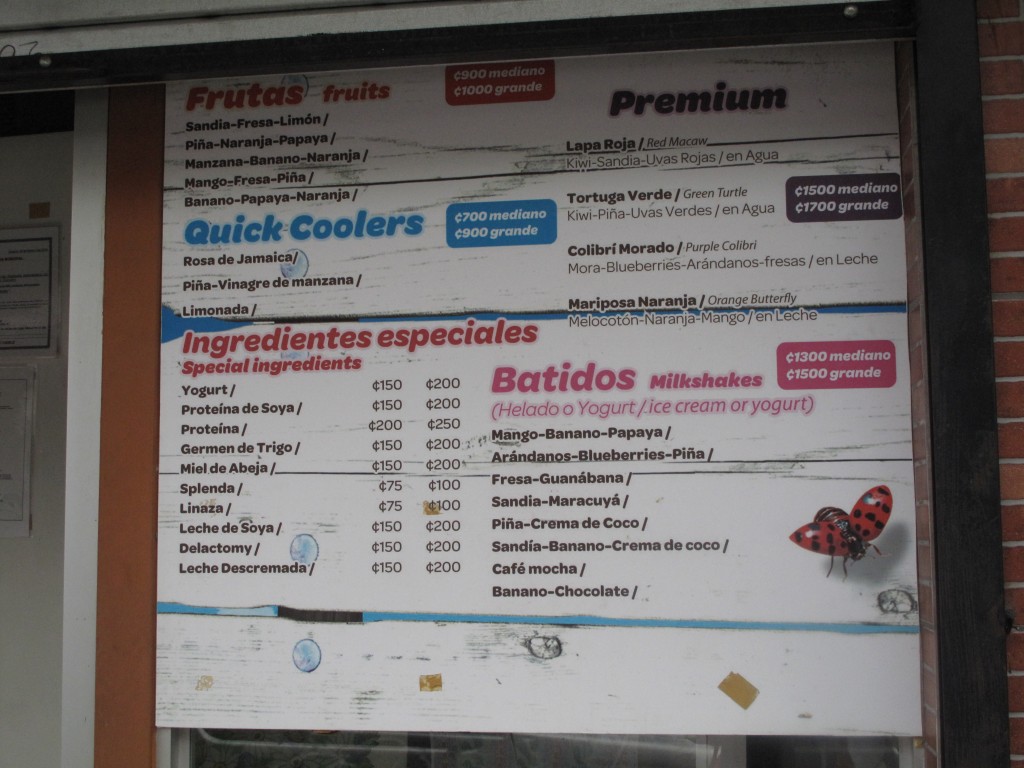 Frutas fruits
¢900 mediano
¢1000 grande
Sandia-Fresa-Limón /
Piña-Naranja-Papaya /
Manzana-Banano-Naranja /
Mango-Fresa-Piña /
Banano-Papaya-Naranja /
Quick Coolers
¢700 mediano
¢900 grande
Rosa de Jamaica /
Piña-Vinagre de manzana /
Limonada /
Ingredientes especiales
Special ingredients
Yogurt / ¢150 ¢200
Proteína de Soya / ¢150 ¢200
Proteína / ¢200 ¢250
Germen de Trigo / ¢150 ¢200
Miel de Abeja / ¢150 ¢200
Splenda / ¢75 ¢100
Linaza / ¢75 ¢100
Leche de Soya / ¢150 ¢200
Delactomy / ¢150 ¢200
Leche Descremada / ¢150 ¢200
Premium
Lapa Roja / Red Macaw
Kiwi-Sandia-Uvas Rojas / en Agua
Tortuga Verde / Green Turtle
Kiwi-Piña-Uvas Verdes / en Agua
¢1500 mediano
¢1700 grande
Colibrí Morado / Purple Colibri
Mora-Blueberries-Arándanos-fresas / en Leche
Mariposa Naranja / Orange Butterfly
Melocotón-Naranja-Mango / en Leche
Batidos Milkshakes
¢1300 mediano
¢1500 grande
(Helado o Yogurt / ice cream or yogurt)
Mango-Banano-Papaya /
Arándanos-Blueberries-Piña /
Fresa-Guanábana /
Sandia-Maracuyá /
Piña-Crema de Coco /
Sandía-Banano-Crema de coco /
Café mocha /
Banano-Chocolate /